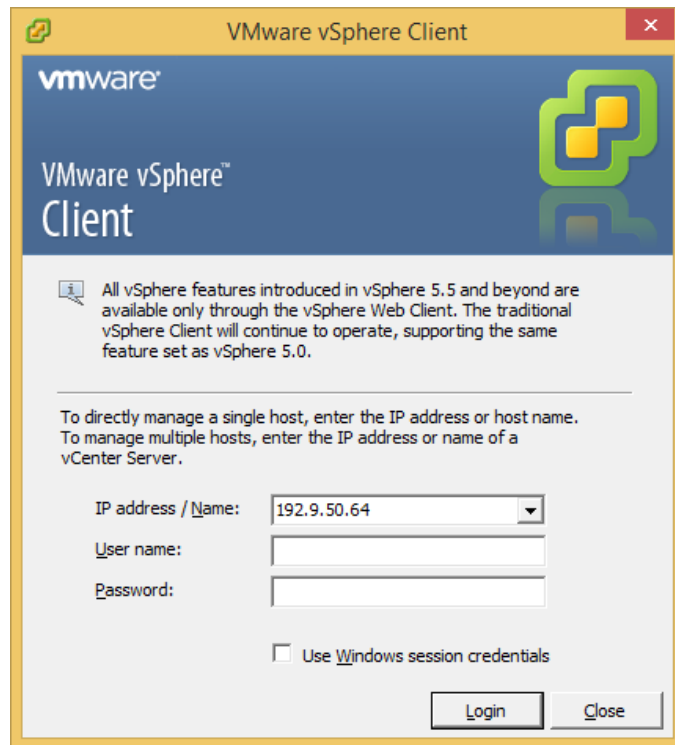 VMware vSphere Client
vmware
VMware vSphere™
Client
All vSphere features introduced in vSphere 5.5 and beyond are
available only through the vSphere Web Client. The traditional
vSphere Client will continue to operate, supporting the same
feature set as vSphere 5.0.
To directly manage a single host, enter the IP address or host name.
To manage multiple hosts, enter the IP address or name of a
vCenter Server.
IP address / Name: 192.9.50.64
User name:
Password:
Use Windows session credentials
Login Close